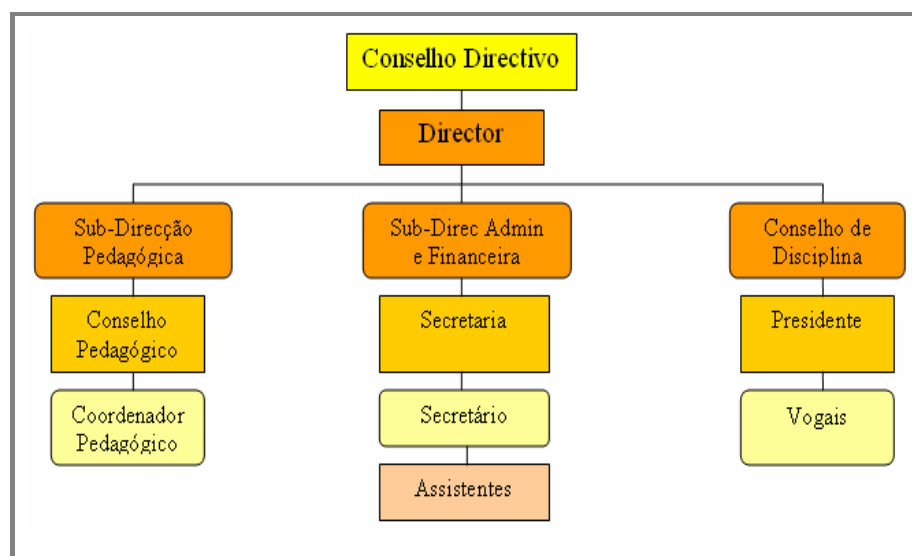 Conselho Directivo
Director
Sub-Direcção
Pedagógica
Sub-Direc Admin
e Financeira
Conselho de
Disciplina
Conselho
Pedagógico
Secretaria
Presidente
Coordenador
Pedagógico
Secretário
Vogais
Assistentes